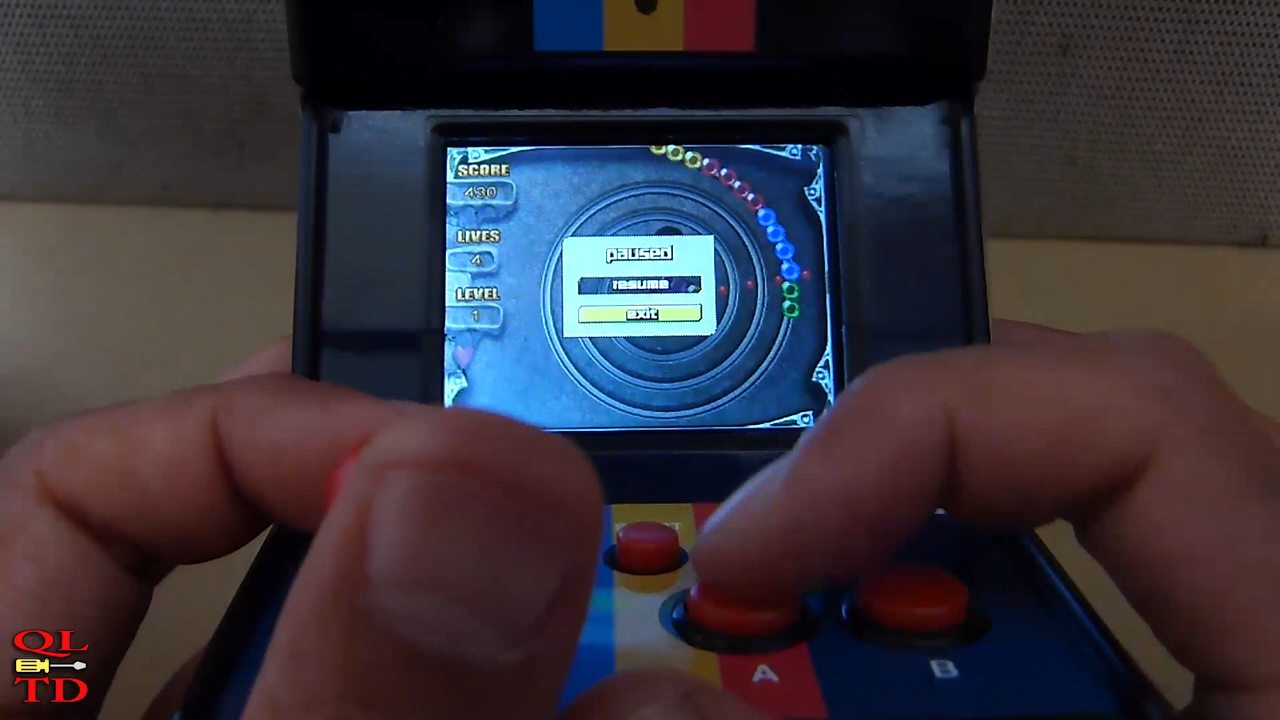 SCORE
430
LIVES
4
LEVEL
1
paused
resume
exit
A
B
QL
TD